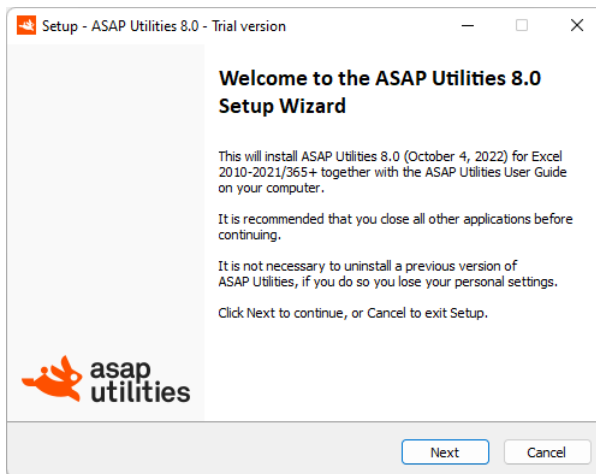 Setup - ASAP Utilities 8.0 - Trial version
Welcome to the ASAP Utilities 8.0
Setup Wizard
This will install ASAP Utilities 8.0 (October 4, 2022) for Excel
2010-2021/365+ together with the ASAP Utilities User Guide
on your computer.
It is recommended that you close all other applications before
continuing.
It is not necessary to uninstall a previous version of
ASAP Utilities, if you do so you lose your personal settings.
Click Next to continue, or Cancel to exit Setup.
asap
utilities
Next
Cancel